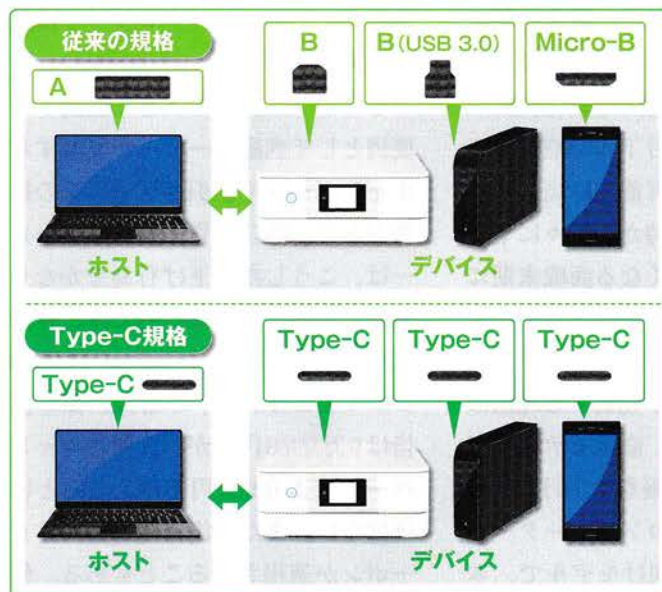 従来の規格
A
B
B(USB 3.0)
Micro-B
ホスト
デバイス
Type-C規格
Type-C
Type-C
Type-C
Type-C
ホスト
デバイス